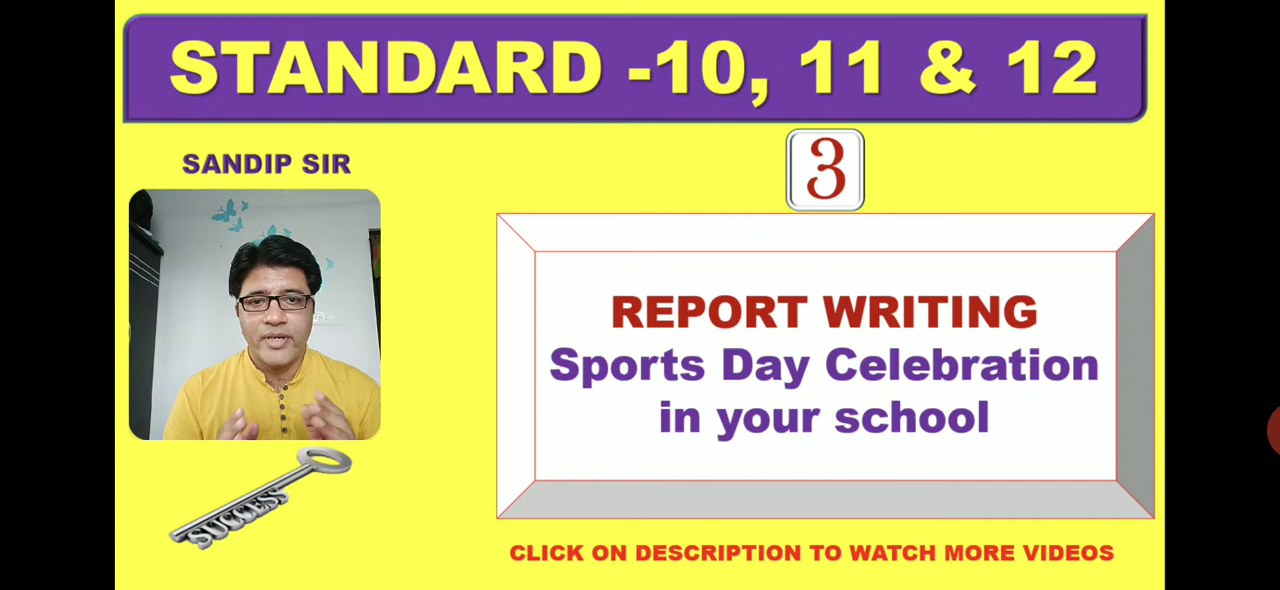 STANDARD -10, 11 & 12
SANDIP SIR
3
REPORT WRITING
Sports Day Celebration
in your school
SUCCESS
CLICK ON DESCRIPTION TO WATCH MORE VIDEOS